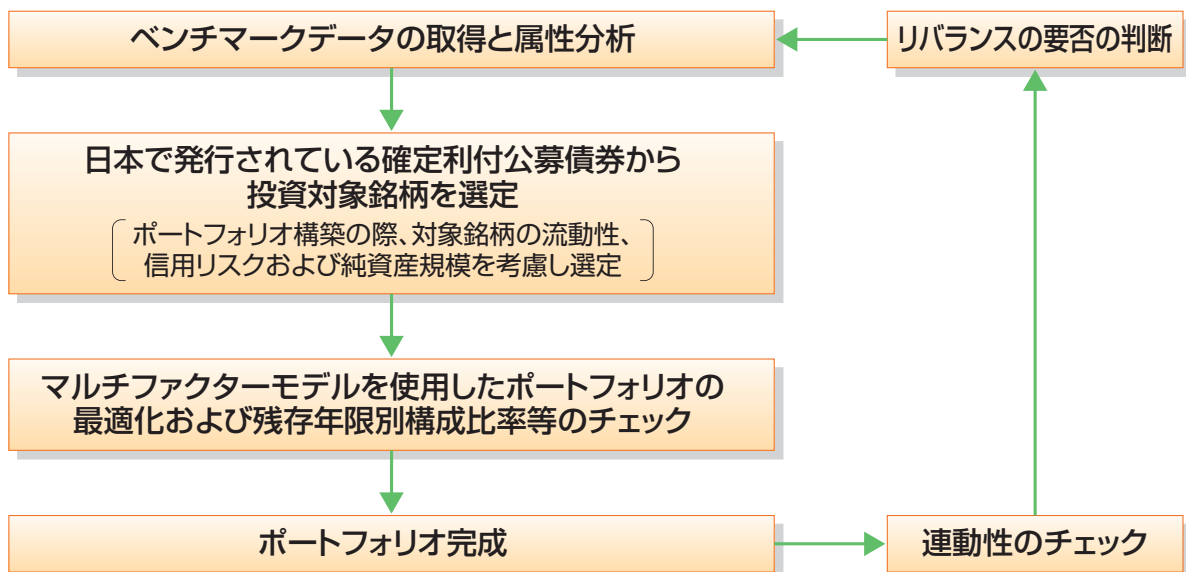 ベンチマークデータの取得と属性分析
リバランスの要否の判断
日本で発行されている確定利付公募債券から
投資対象銘柄を選定
ポートフォリオ構築の際、対象銘柄の流動性、
信用リスクおよび純資産規模を考慮し選定
マルチファクターモデルを使用したポートフォリオの
最適化および残存年限別構成比率等のチェック
ポートフォリオ完成
連動性のチェック